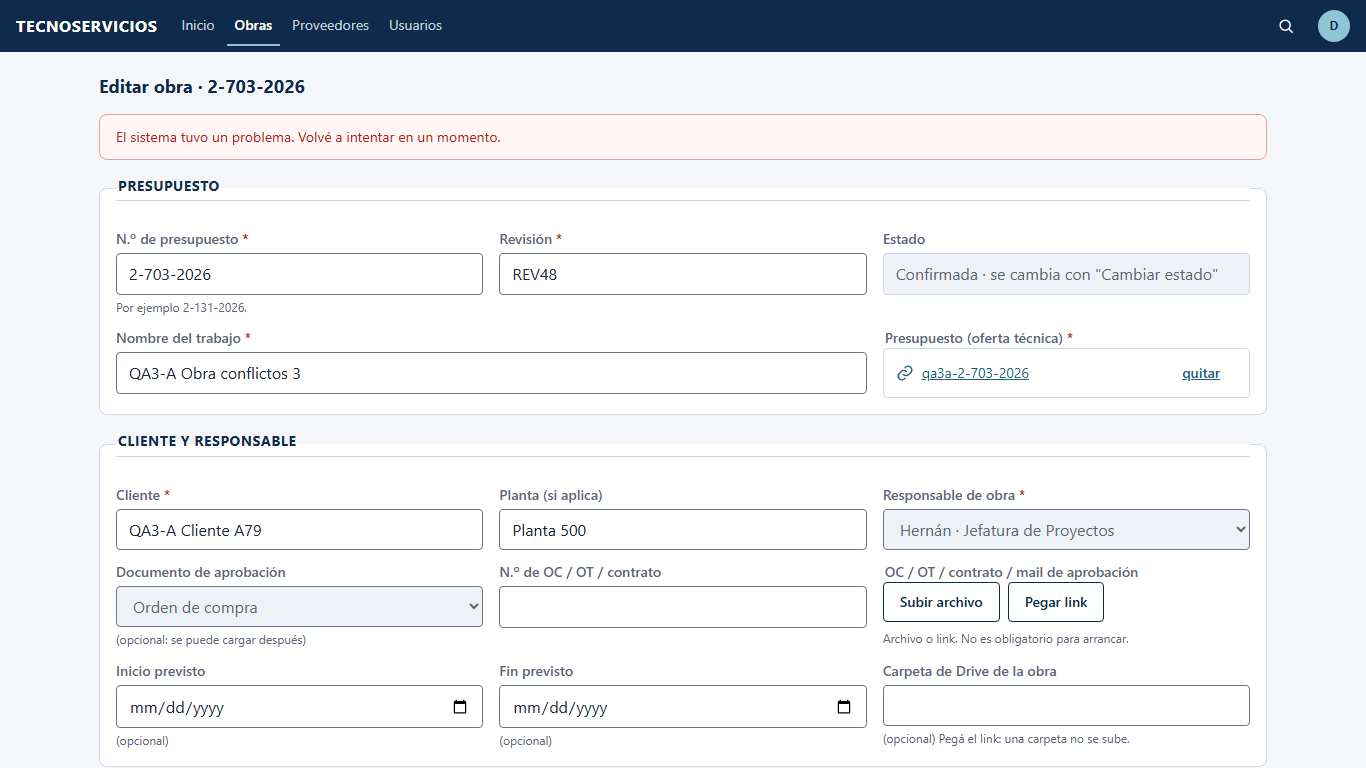 TECNOSERVICIOS Inicio Obras Proveedores Usuarios D
Editar obra · 2-703-2026
El sistema tuvo un problema. Volvé a intentar en un momento.
PRESUPUESTO
N.º de presupuesto * Revisión * Estado
2-703-2026 REV48 Confirmada · se cambia con "Cambiar estado"
Por ejemplo 2-131-2026.
Nombre del trabajo * Presupuesto (oferta técnica) *
QA3-A Obra conflictos 3 qa3a-2-703-2026 quitar
CLIENTE Y RESPONSABLE
Cliente * Planta (si aplica) Responsable de obra *
QA3-A Cliente A79 Planta 500 Hernán · Jefatura de Proyectos
Documento de aprobación N.º de OC / OT / contrato OC / OT / contrato / mail de aprobación
Orden de compra Subir archivo Pegar link
(opcional: se puede cargar después) Archivo o link. No es obligatorio para arrancar.
Inicio previsto Fin previsto Carpeta de Drive de la obra
mm/dd/yyyy mm/dd/yyyy
(opcional) (opcional) (opcional) Pegá el link: una carpeta no se sube.